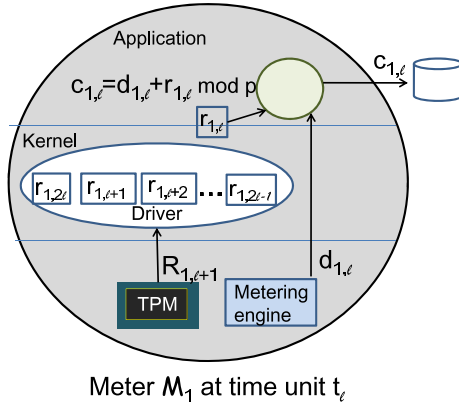 Application
c1,ℓ=d1,ℓ+r1,ℓ mod p
c1,ℓ
r1,ℓ
Kernel
r1,2ℓ r1,ℓ+1 r1,ℓ+2 ... r1,2ℓ-1
Driver
R1,ℓ+1
d1,ℓ
TPM
Metering
engine
Meter M1 at time unit tℓ